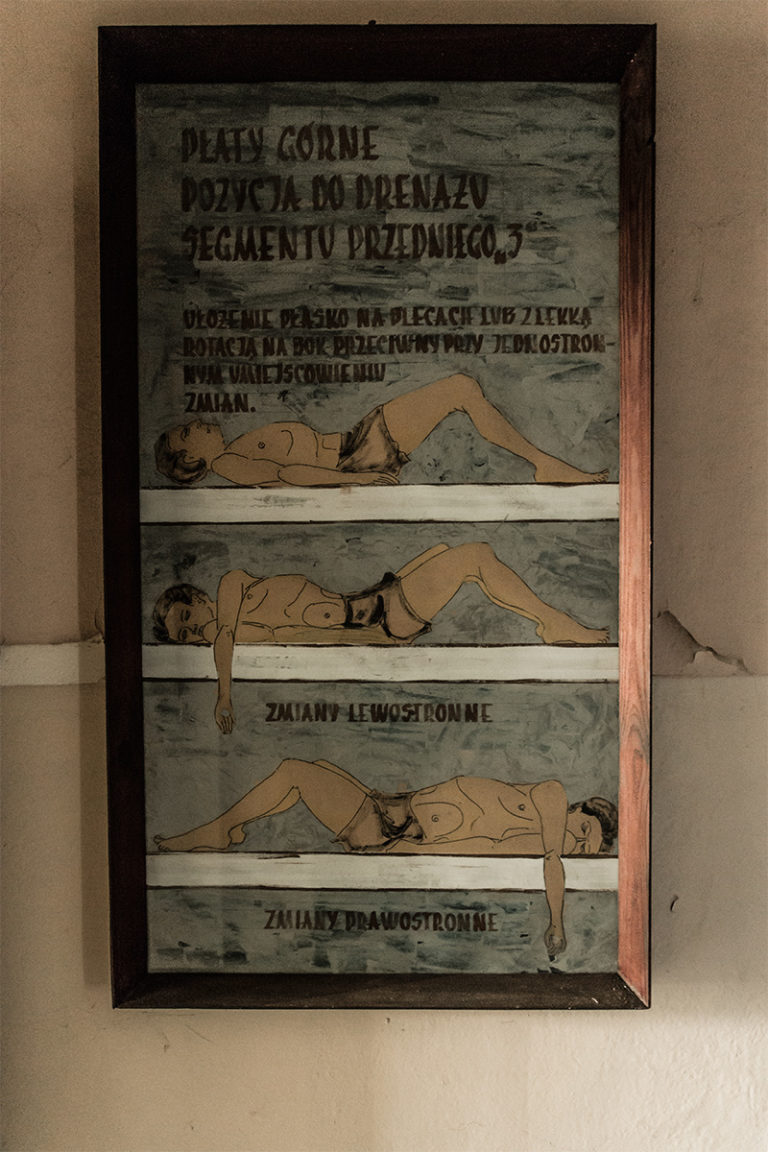 PŁATY GÓRNE
POZYCJA DO DRENAŻU
SEGMENTU PRZEDNIEGO „3“
UŁOŻENIE PŁASKO NA PLECACH LUB Z LEKKĄ
ROTACJĄ NA BOK PRZECIWNY PRZY JEDNOSTRON-
NYM UMIEJSCOWIENIU
ZMIAN.
ZMIANY LEWOSTRONNE
ZMIANY PRAWOSTRONNE